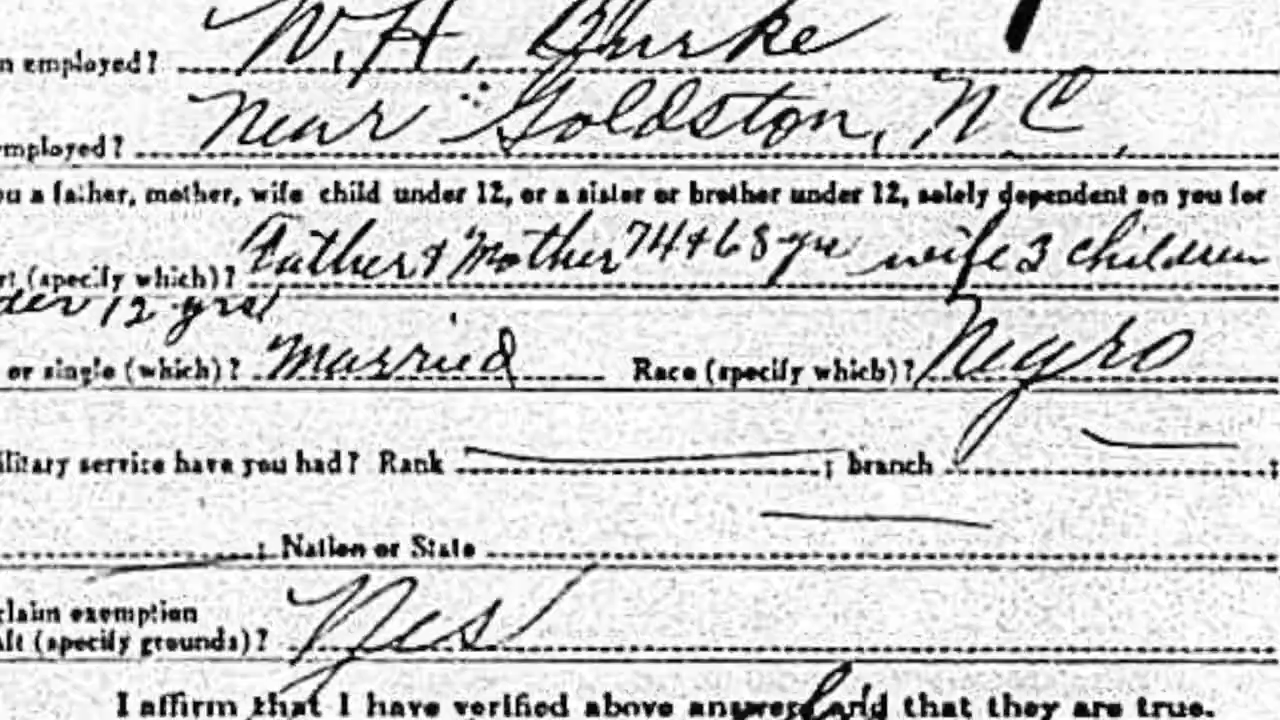 n employed? W. H. Burke
mployed? Near Goldston, N C.
ou a father, mother, wife child under 12, or a sister or brother under 12, solely dependent on you for
rt (specify which)? Father & Mother 74 + 68 yrs wife 3 children
der 12 yrs
or single (which)? Married Race (specify which)? Negro
ilitary service have you had? Rank ; branch ;
; Nation or State
claim exemption
aft (specify grounds)? Yes
I affirm that I have verified above answers and that they are true.